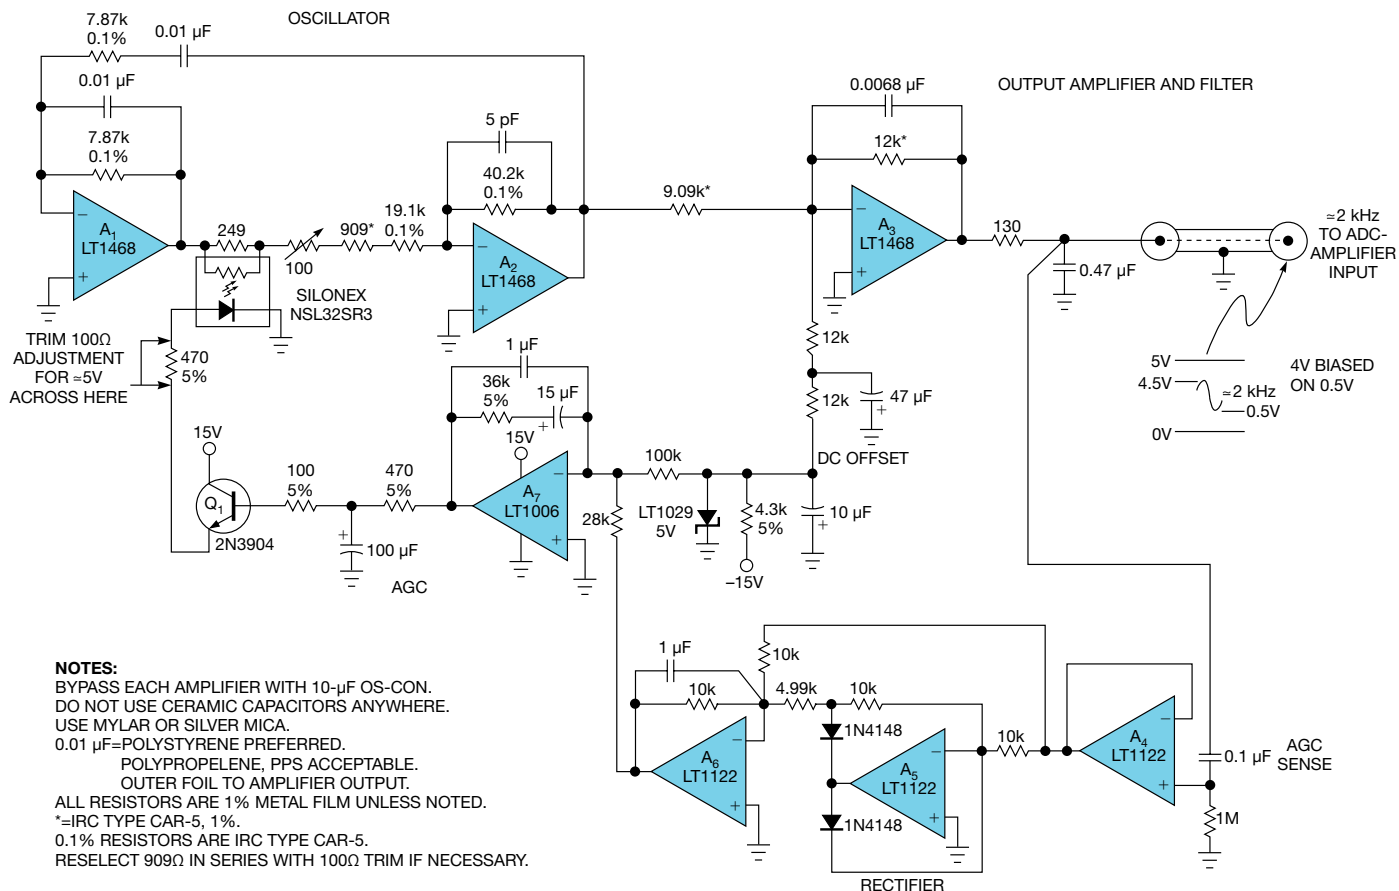 OSCILLATOR
7.87k
0.1%
0.01 µF
0.01 µF
7.87k
0.1%
A1
LT1468
−
+
249
100
909*
19.1k
0.1%
SILONEX
NSL32SR3
5 pF
40.2k
0.1%
A2
LT1468
−
+
9.09k*
OUTPUT AMPLIFIER AND FILTER
0.0068 µF
12k*
A3
LT1468
−
+
130
0.47 µF
≃2 kHz
TO ADC-
AMPLIFIER
INPUT
5V
4.5V
≃2 kHz
0.5V
0V
4V BIASED
ON 0.5V
TRIM 100Ω
ADJUSTMENT
FOR ≃5V
ACROSS HERE
470
5%
15V
Q1
2N3904
100
5%
470
5%
+
100 µF
AGC
1 µF
36k
5%
15 µF
+
15V
A7
LT1006
−
+
12k
12k
47 µF
+
DC OFFSET
100k
28k
LT1029
5V
4.3k
5%
−15V
10 µF
+
1 µF
10k
10k
4.99k
10k
1N4148
1N4148
A6
LT1122
−
+
A5
LT1122
−
+
10k
A4
LT1122
−
+
0.1 µF
AGC
SENSE
1M
RECTIFIER
NOTES:
BYPASS EACH AMPLIFIER WITH 10-µF OS-CON.
DO NOT USE CERAMIC CAPACITORS ANYWHERE.
USE MYLAR OR SILVER MICA.
0.01 µF=POLYSTYRENE PREFERRED.
POLYPROPELENE, PPS ACCEPTABLE.
OUTER FOIL TO AMPLIFIER OUTPUT.
ALL RESISTORS ARE 1% METAL FILM UNLESS NOTED.
*=IRC TYPE CAR-5, 1%.
0.1% RESISTORS ARE IRC TYPE CAR-5.
RESELECT 909Ω IN SERIES WITH 100Ω TRIM IF NECESSARY.